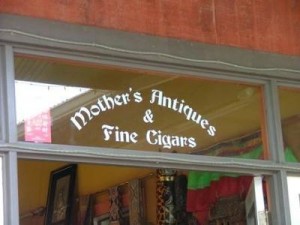 Mother's Antiques
&
Fine Cigars